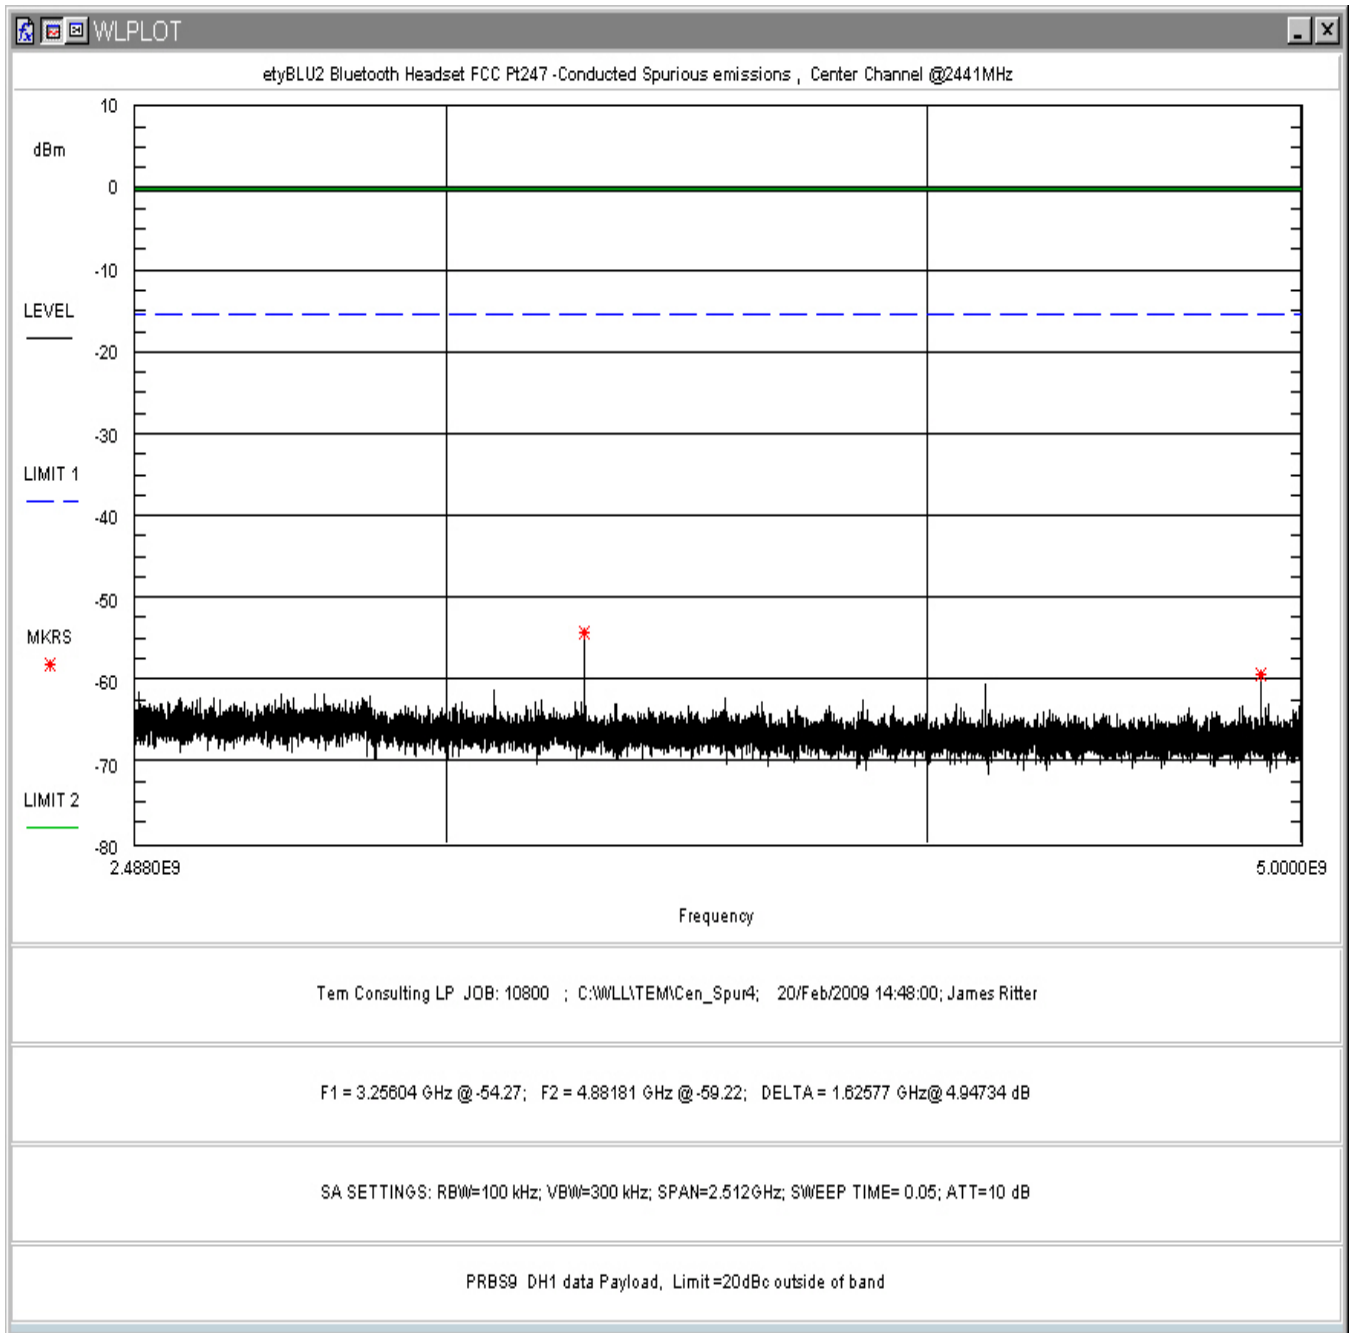 WLPLOT
etyBLU2 Bluetooth Headset FCC Pt247 -Conducted Spurious emissions , Center Channel @2441MHz
10
dBm
0
-10
LEVEL
-20
-30
LIMIT 1
-40
-50
MKRS
-60
-70
LIMIT 2
-80
2.4880E9 5.0000E9
Frequency
Tem Consulting LP JOB: 10800 ; C:\WLL\TEM\Cen_Spur4; 20/Feb/2009 14:48:00; James Ritter
F1 = 3.25604 GHz @ -54.27; F2 = 4.88181 GHz @ -59.22; DELTA = 1.62577 GHz@ 4.94734 dB
SA SETTINGS: RBW=100 kHz; VBW=300 kHz; SPAN=2.512GHz; SWEEP TIME= 0.05; ATT=10 dB
PRBS9 DH1 data Payload, Limit =20dBc outside of band